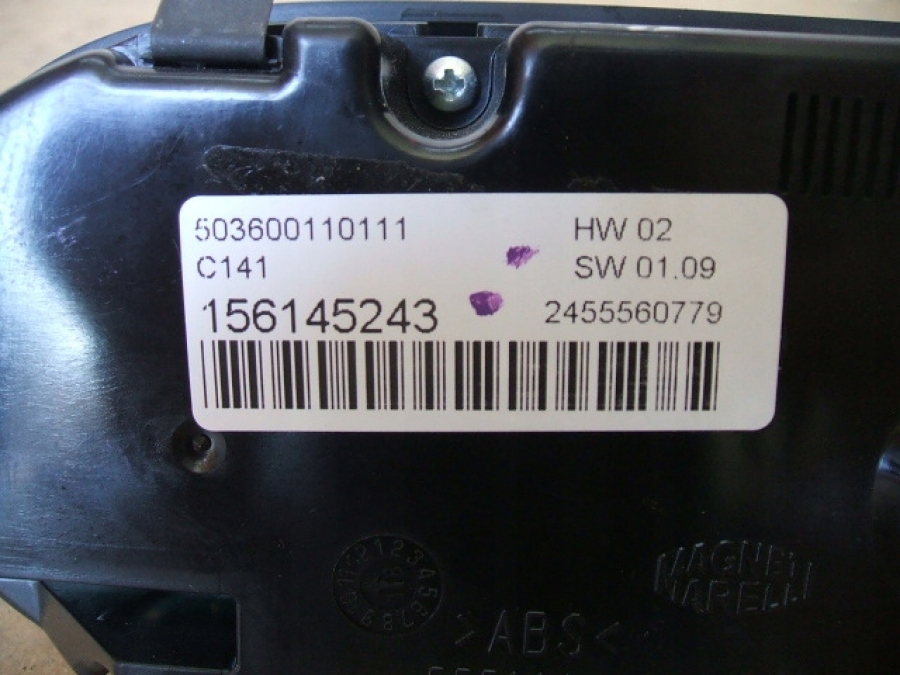 503600110111 HW 02
C141 SW 01.09
156145243 2455560779
MAGNETI
MARELLI
>ABS<